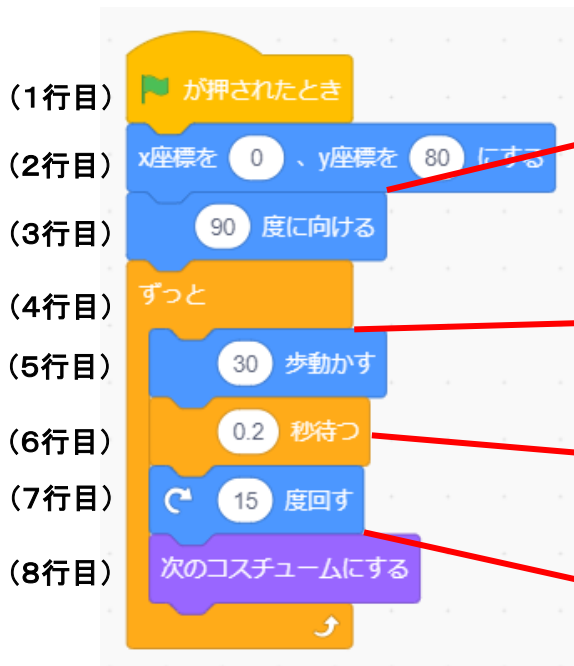 (1行目) が押されたとき
(2行目) x座標を 0 、y座標を 80 にする
(3行目) 90 度に向ける
(4行目) ずっと
(5行目) 30 歩動かす
(6行目) 0.2 秒待つ
(7行目) 15 度回す
(8行目) 次のコスチュームにする